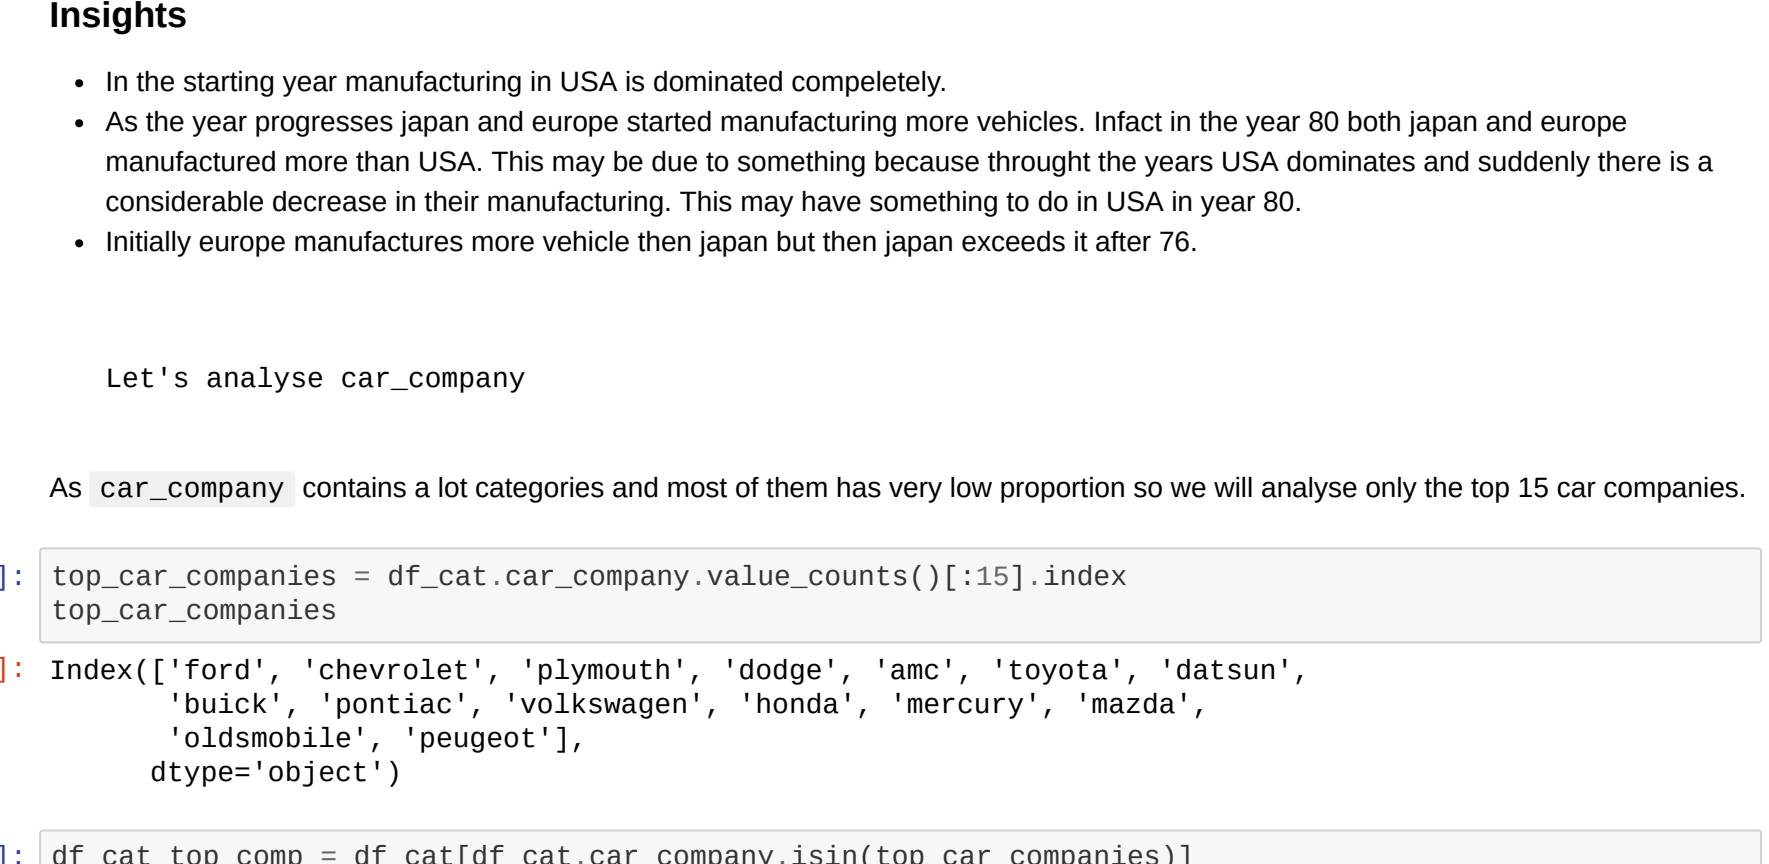 Insights
• In the starting year manufacturing in USA is dominated compeletely.
• As the year progresses japan and europe started manufacturing more vehicles. Infact in the year 80 both japan and europe
manufactured more than USA. This may be due to something because throught the years USA dominates and suddenly there is a
considerable decrease in their manufacturing. This may have something to do in USA in year 80.
• Initially europe manufactures more vehicle then japan but then japan exceeds it after 76.
Let's analyse car_company
As car_company contains a lot categories and most of them has very low proportion so we will analyse only the top 15 car companies.
]: top_car_companies = df_cat.car_company.value_counts()[:15].index
top_car_companies
]: Index(['ford', 'chevrolet', 'plymouth', 'dodge', 'amc', 'toyota', 'datsun',
'buick', 'pontiac', 'volkswagen', 'honda', 'mercury', 'mazda',
'oldsmobile', 'peugeot'],
dtype='object')
]: df_cat_top_comp = df_cat[df_cat.car_company.isin(top_car_companies)]